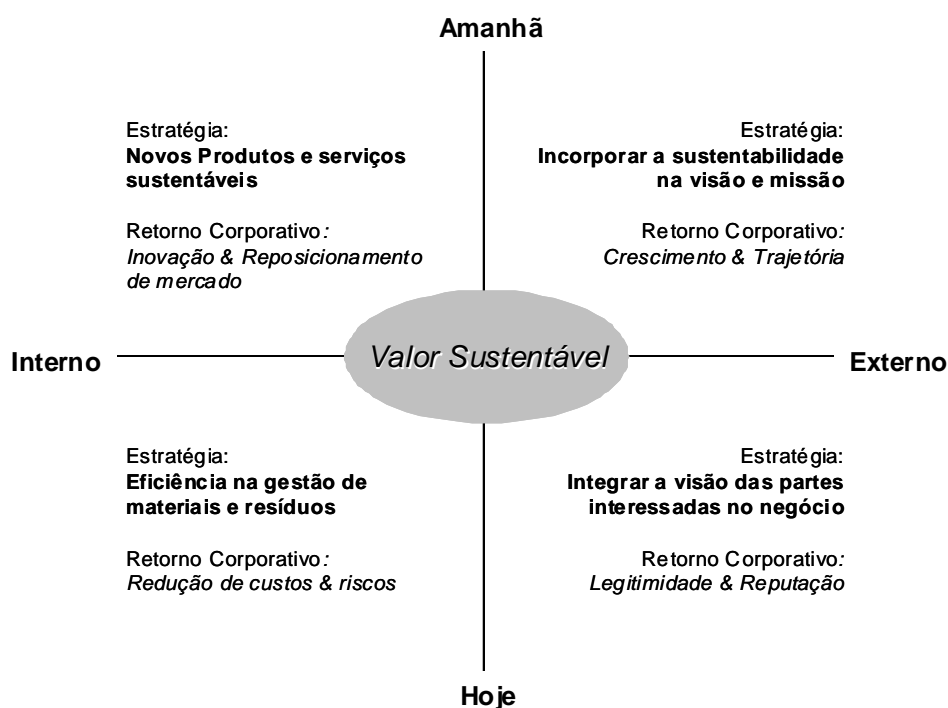 Amanhã
Estratégia:
Novos Produtos e serviços
sustentáveis
Retorno Corporativo:
Inovação & Reposicionamento
de mercado
Estratégia:
Incorporar a sustentabilidade
na visão e missão
Retorno Corporativo:
Crescimento & Trajetória
Interno
Valor Sustentável
Externo
Estratégia:
Eficiência na gestão de
materiais e resíduos
Retorno Corporativo:
Redução de custos & riscos
Estratégia:
Integrar a visão das partes
interessadas no negócio
Retorno Corporativo:
Legitimidade & Reputação
Hoje